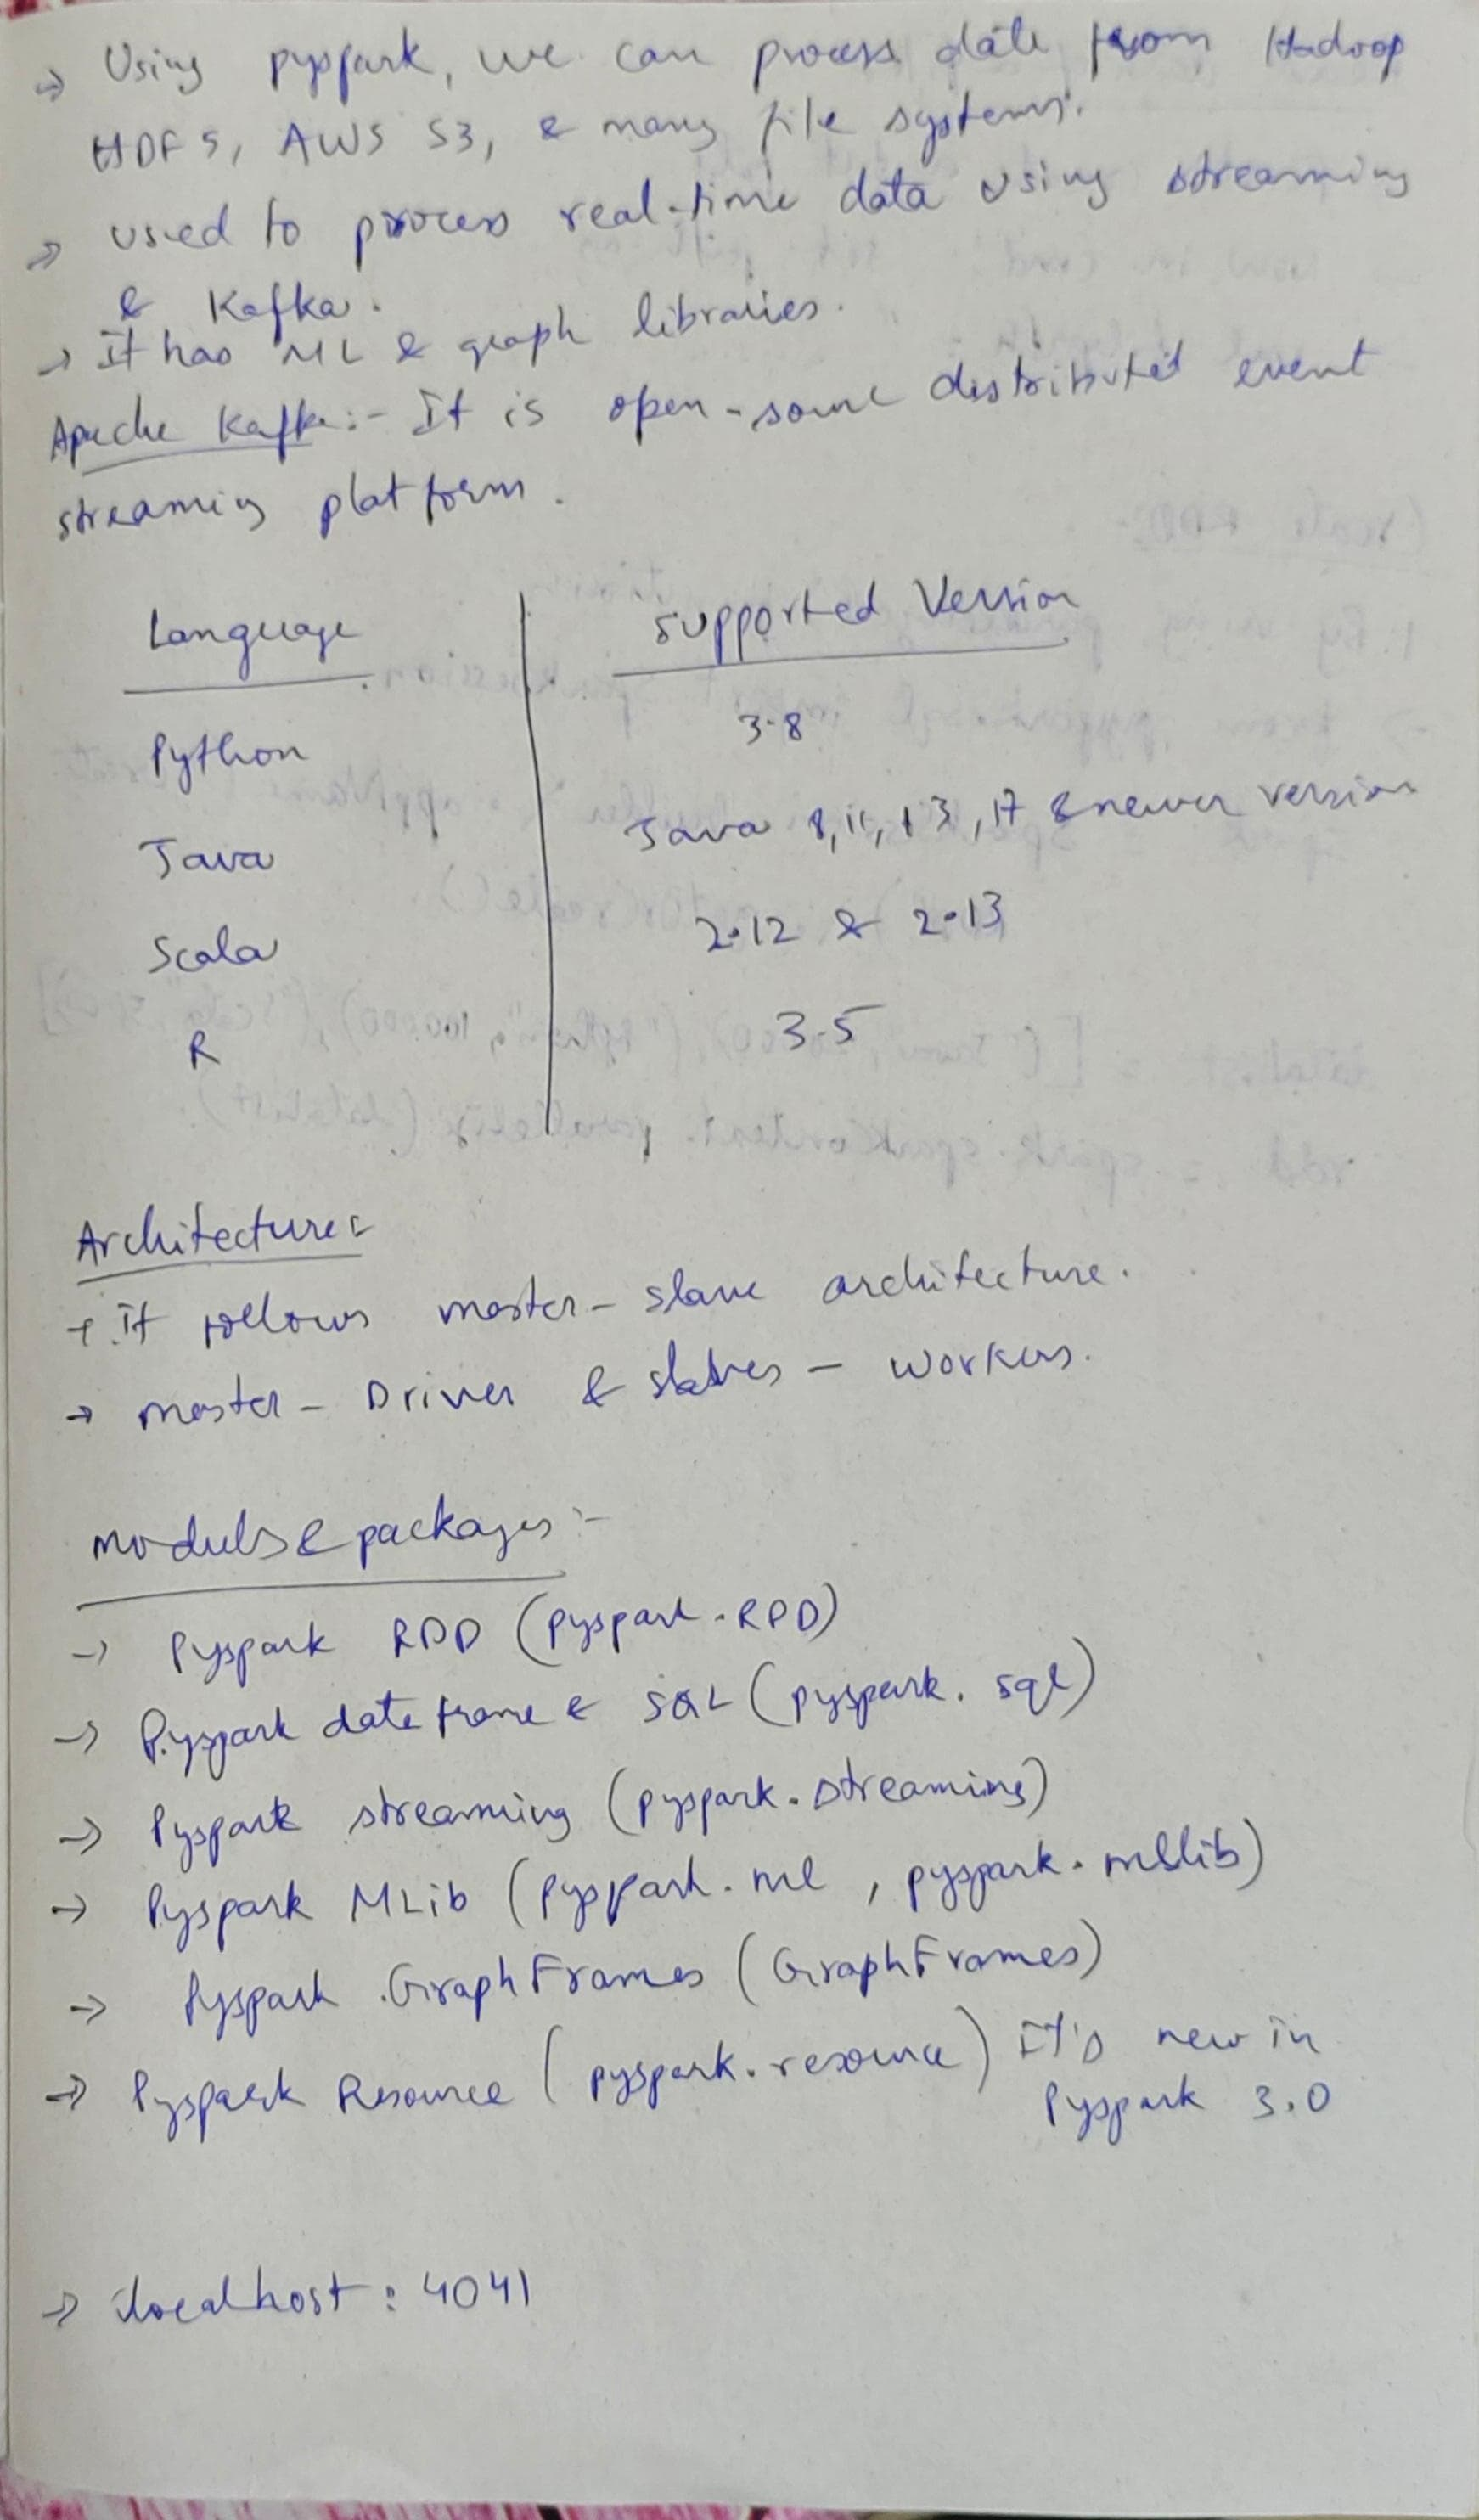 → Using pyspark, we can process data from Hadoop
HDFS, AWS S3, & many file systems.
→ used to process real-time data using streaming
& Kafka.
→ It has ML & graph libraries.
Apache Kafka:- It is open-source distributed event
streaming platform.
Language | Supported Version
Python 3.8
Java Java 8, 11, 13, 17 & newer version
Scala 2.12 & 2.13
R 3.5
Architecture:
→ It follows master- slave architecture.
→ master - Driver & slaves - workers.
Moduls & packages:-
→ Pyspark RDD (pyspark.RDD)
→ Pyspark dataframe & SQL (pyspark.sql)
→ Pyspark streaming (pyspark.streaming)
→ Pyspark MLib (pyspark.ml, pyspark.mllib)
→ Pyspark GraphFrames (GraphFrames)
→ Pyspark Resource (pyspark.resource) It's new in
Pyspark 3.0
→ localhost: 4041